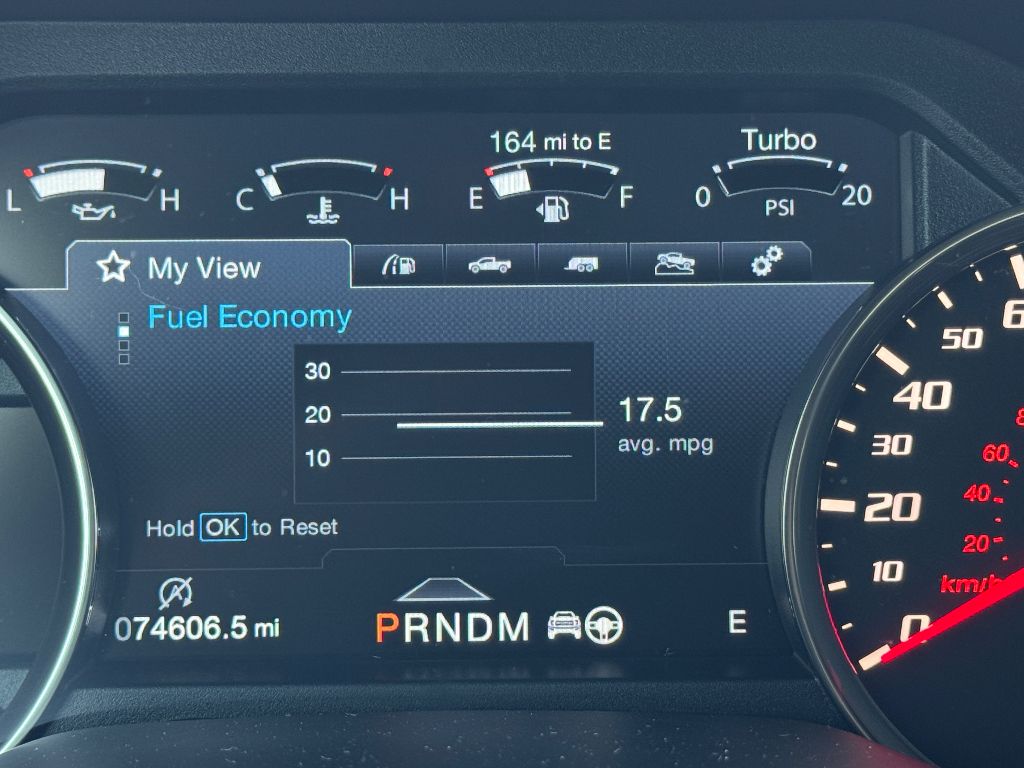 164 mi to E
Turbo
L H
C H
E F
0 20
PSI
My View
Fuel Economy
30
20
10
17.5
avg. mpg
Hold OK to Reset
074606.5 mi
PRNDM
E
50
40
30
20
10
0
60
40
20
km/h